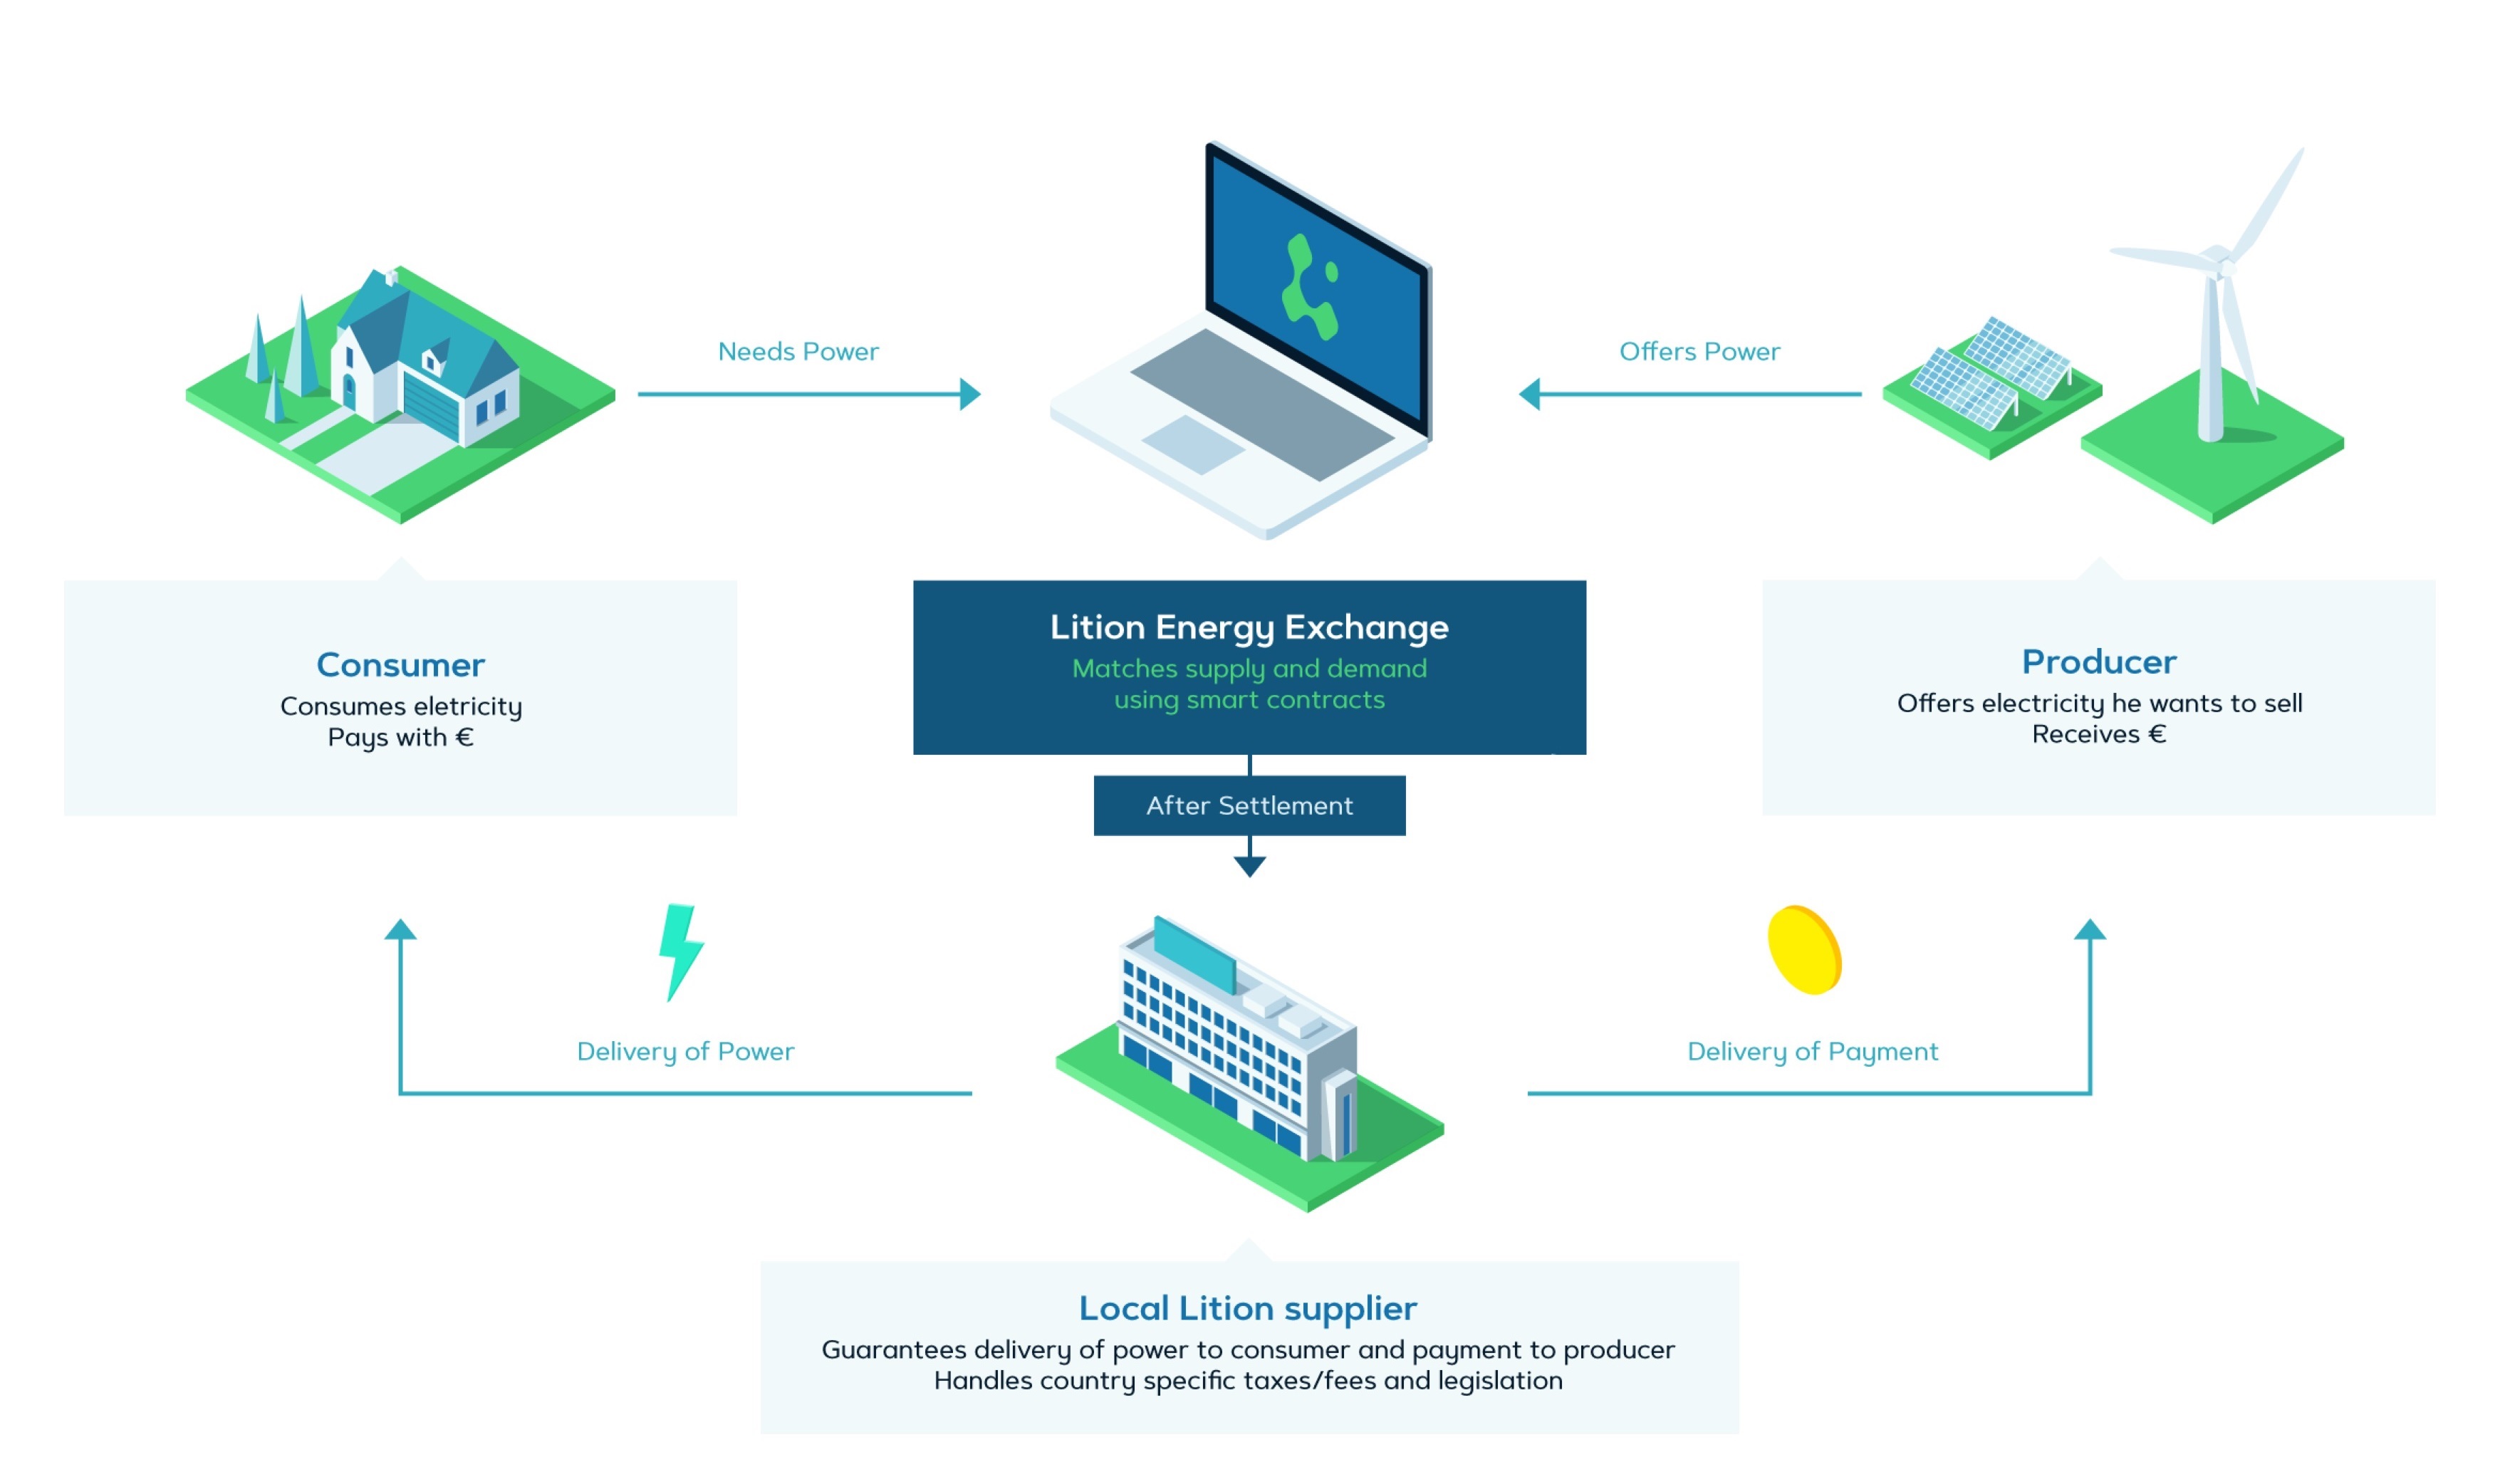 Needs Power
Offers Power
Consumer
Consumes eletricity
Pays with €
Lition Energy Exchange
Matches supply and demand
using smart contracts
After Settlement
Producer
Offers electricity he wants to sell
Receives €
Delivery of Power
Delivery of Payment
Local Lition supplier
Guarantees delivery of power to consumer and payment to producer
Handles country specific taxes/fees and legislation